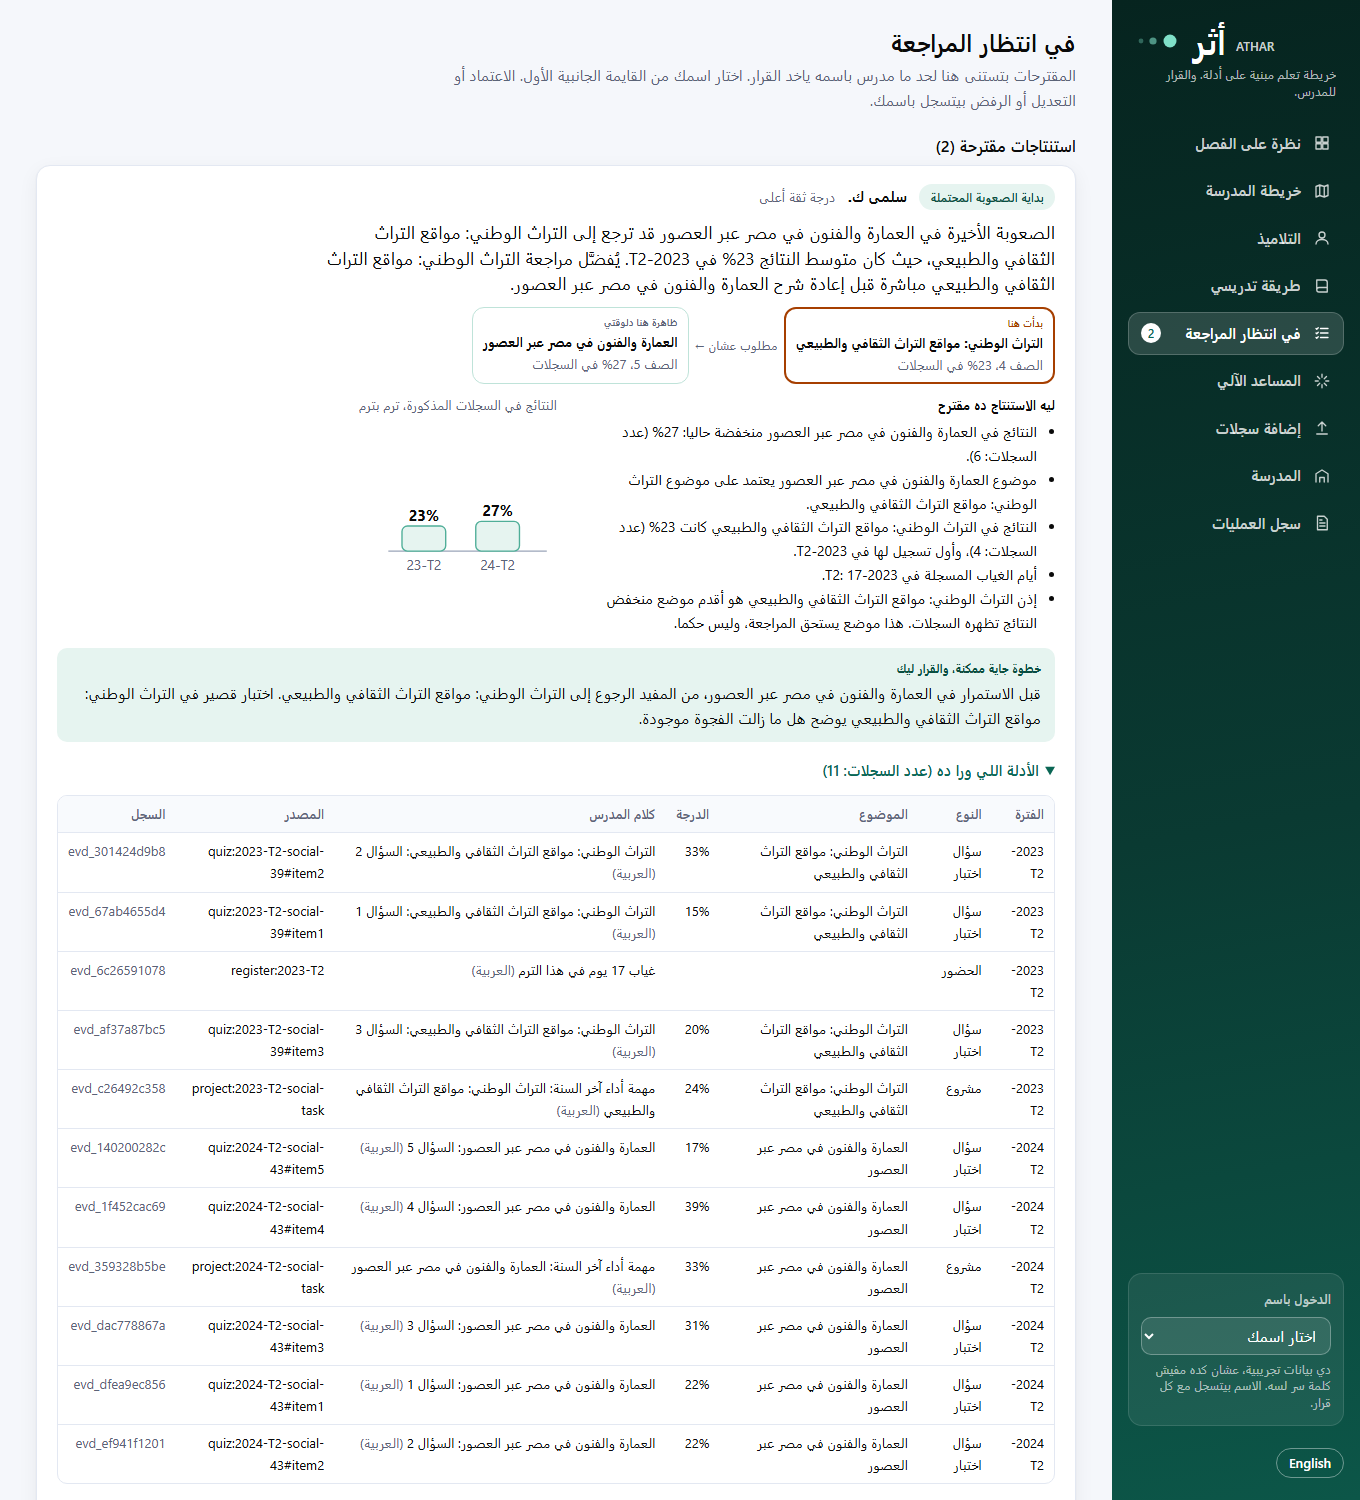 أثر ATHAR
خريطة تعلم مبنية على أدلة. والقرار
للمدرس.
نظرة على الفصل
خريطة المدرسة
التلاميذ
طريقة تدريسي
في انتظار المراجعة 2
المساعد الآلي
إضافة سجلات
المدرسة
سجل العمليات
الدخول باسم
اختار اسمك
دي بيانات تجريبية، عشان كده مفيش
كلمة سر لسه. الاسم بيتسجل مع كل
قرار.
English
في انتظار المراجعة
المقترحات بتستنى هنا لحد ما مدرس باسمه ياخد القرار. اختار اسمك من القايمة الجانبية الأول. الاعتماد أو
التعديل أو الرفض بيتسجل باسمك.
استنتاجات مقترحة (2)
بداية الصعوبة المحتملة سلمى ك. درجة ثقة أعلى
الصعوبة الأخيرة في العمارة والفنون في مصر عبر العصور قد ترجع إلى التراث الوطني: مواقع التراث
الثقافي والطبيعي، حيث كان متوسط النتائج 23% في 2023-T2. يُفضَّل مراجعة التراث الوطني: مواقع التراث
الثقافي والطبيعي مباشرة قبل إعادة شرح العمارة والفنون في مصر عبر العصور.
بدأت هنا
التراث الوطني: مواقع التراث الثقافي والطبيعي
الصف 4، 23% في السجلات
مطلوب عشان ←
ظاهرة هنا دلوقتي
العمارة والفنون في مصر عبر العصور
الصف 5، 27% في السجلات
ليه الاستنتاج ده مقترح
النتائج في العمارة والفنون في مصر عبر العصور منخفضة حاليا: 27% (عدد
السجلات: 6).
موضوع العمارة والفنون في مصر عبر العصور يعتمد على موضوع التراث
الوطني: مواقع التراث الثقافي والطبيعي.
النتائج في التراث الوطني: مواقع التراث الثقافي والطبيعي كانت 23% (عدد
السجلات: 4)، وأول تسجيل لها في 2023-T2.
أيام الغياب المسجلة في 2023-T2: 17.
إذن التراث الوطني: مواقع التراث الثقافي والطبيعي هو أقدم موضع منخفض
النتائج تظهره السجلات. هذا موضع يستحق المراجعة، وليس حكما.
النتائج في السجلات المذكورة، ترم بترم
27% 23%
24-T2 23-T2
خطوة جاية ممكنة، والقرار ليك
قبل الاستمرار في العمارة والفنون في مصر عبر العصور، من المفيد الرجوع إلى التراث الوطني: مواقع التراث الثقافي والطبيعي. اختبار قصير في التراث الوطني:
مواقع التراث الثقافي والطبيعي يوضح هل ما زالت الفجوة موجودة.
▼ الأدلة اللي ورا ده (عدد السجلات: 11)
الفترة النوع الموضوع الدرجة كلام المدرس المصدر السجل
2023- سؤال التراث الوطني: مواقع التراث 33% التراث الوطني: مواقع التراث الثقافي والطبيعي: السؤال 2 quiz:2023-T2-social- evd_301424d9b8
T2 اختبار الثقافي والطبيعي (العربية) 39#item2
2023- سؤال التراث الوطني: مواقع التراث 15% التراث الوطني: مواقع التراث الثقافي والطبيعي: السؤال 1 quiz:2023-T2-social- evd_67ab4655d4
T2 اختبار الثقافي والطبيعي (العربية) 39#item1
2023- الحضور غياب 17 يوم في هذا الترم (العربية) register:2023-T2 evd_6c26591078
T2
2023- سؤال التراث الوطني: مواقع التراث 20% التراث الوطني: مواقع التراث الثقافي والطبيعي: السؤال 3 quiz:2023-T2-social- evd_af37a87bc5
T2 اختبار الثقافي والطبيعي (العربية) 39#item3
2023- مشروع التراث الوطني: مواقع التراث 24% مهمة أداء آخر السنة: التراث الوطني: مواقع التراث الثقافي project:2023-T2-social- evd_c26492c358
T2 الثقافي والطبيعي والطبيعي (العربية) task
2024- سؤال العمارة والفنون في مصر عبر 17% العمارة والفنون في مصر عبر العصور: السؤال 5 (العربية) quiz:2024-T2-social- evd_140200282c
T2 اختبار العصور 43#item5
2024- سؤال العمارة والفنون في مصر عبر 39% العمارة والفنون في مصر عبر العصور: السؤال 4 (العربية) quiz:2024-T2-social- evd_1f452cac69
T2 اختبار العصور 43#item4
2024- مشروع العمارة والفنون في مصر عبر 33% مهمة أداء آخر السنة: العمارة والفنون في مصر عبر العصور project:2024-T2-social- evd_359328b5be
T2 العصور (العربية) task
2024- سؤال العمارة والفنون في مصر عبر 31% العمارة والفنون في مصر عبر العصور: السؤال 3 (العربية) quiz:2024-T2-social- evd_dac778867a
T2 اختبار العصور 43#item3
2024- سؤال العمارة والفنون في مصر عبر 22% العمارة والفنون في مصر عبر العصور: السؤال 1 (العربية) quiz:2024-T2-social- evd_dfea9ec856
T2 اختبار العصور 43#item1
2024- سؤال العمارة والفنون في مصر عبر 22% العمارة والفنون في مصر عبر العصور: السؤال 2 (العربية) quiz:2024-T2-social- evd_ef941f1201
T2 اختبار العصور 43#item2